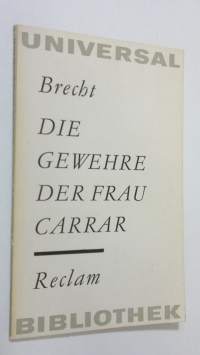 UNIVERSAL
Brecht
DIE
GEWEHRE
DER FRAU
CARRAR
Reclam
BIBLIOTHEK